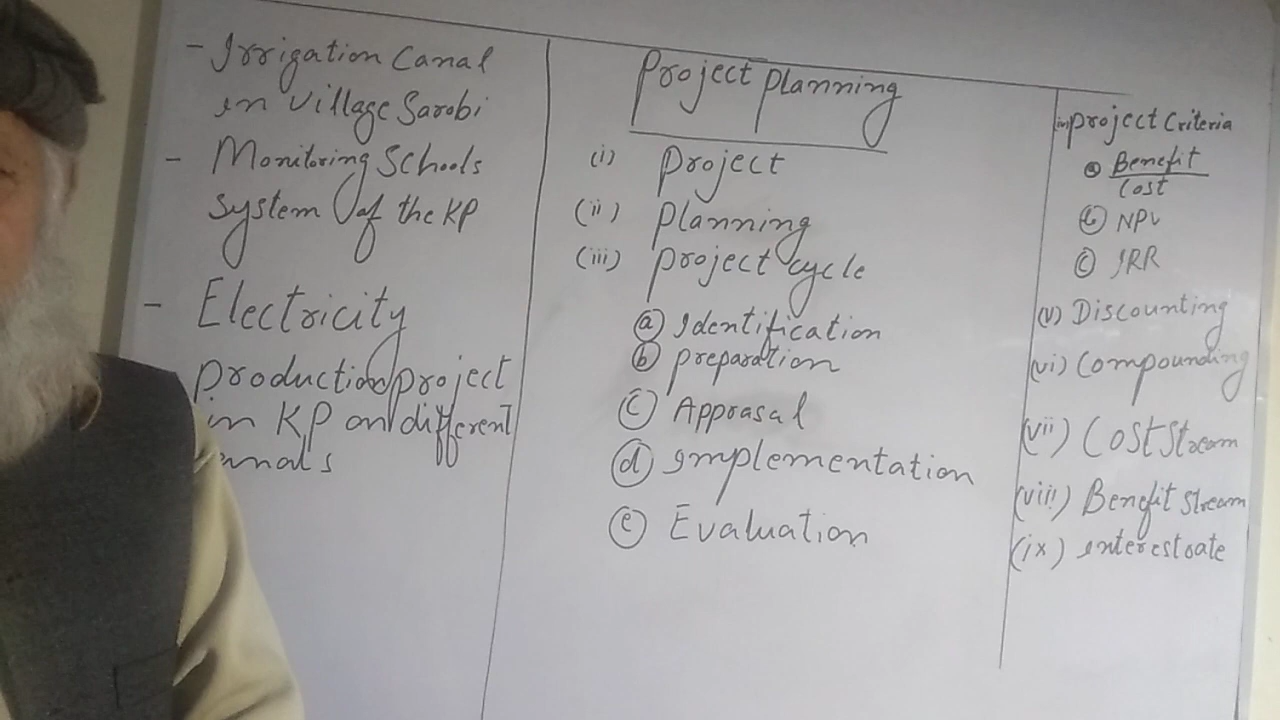 - Irrigation Canal
in village Sarobi
- Monitoring Schools
system of the KP
- Electricity
production project
in KP on different
Project Planning
(i) Project
(ii) Planning
(iii) Project cycle
(a) Identification
(b) preparation
(c) Apprasal
(d) Implementation
(e) Evaluation
project Criteria
(a) Benefit
Cost
(b) NPV
(c) IRR
(v) Discounting
(vi) Compounding
(vii) Cost Stream
(viii) Benefit Stream
(ix) interest rate